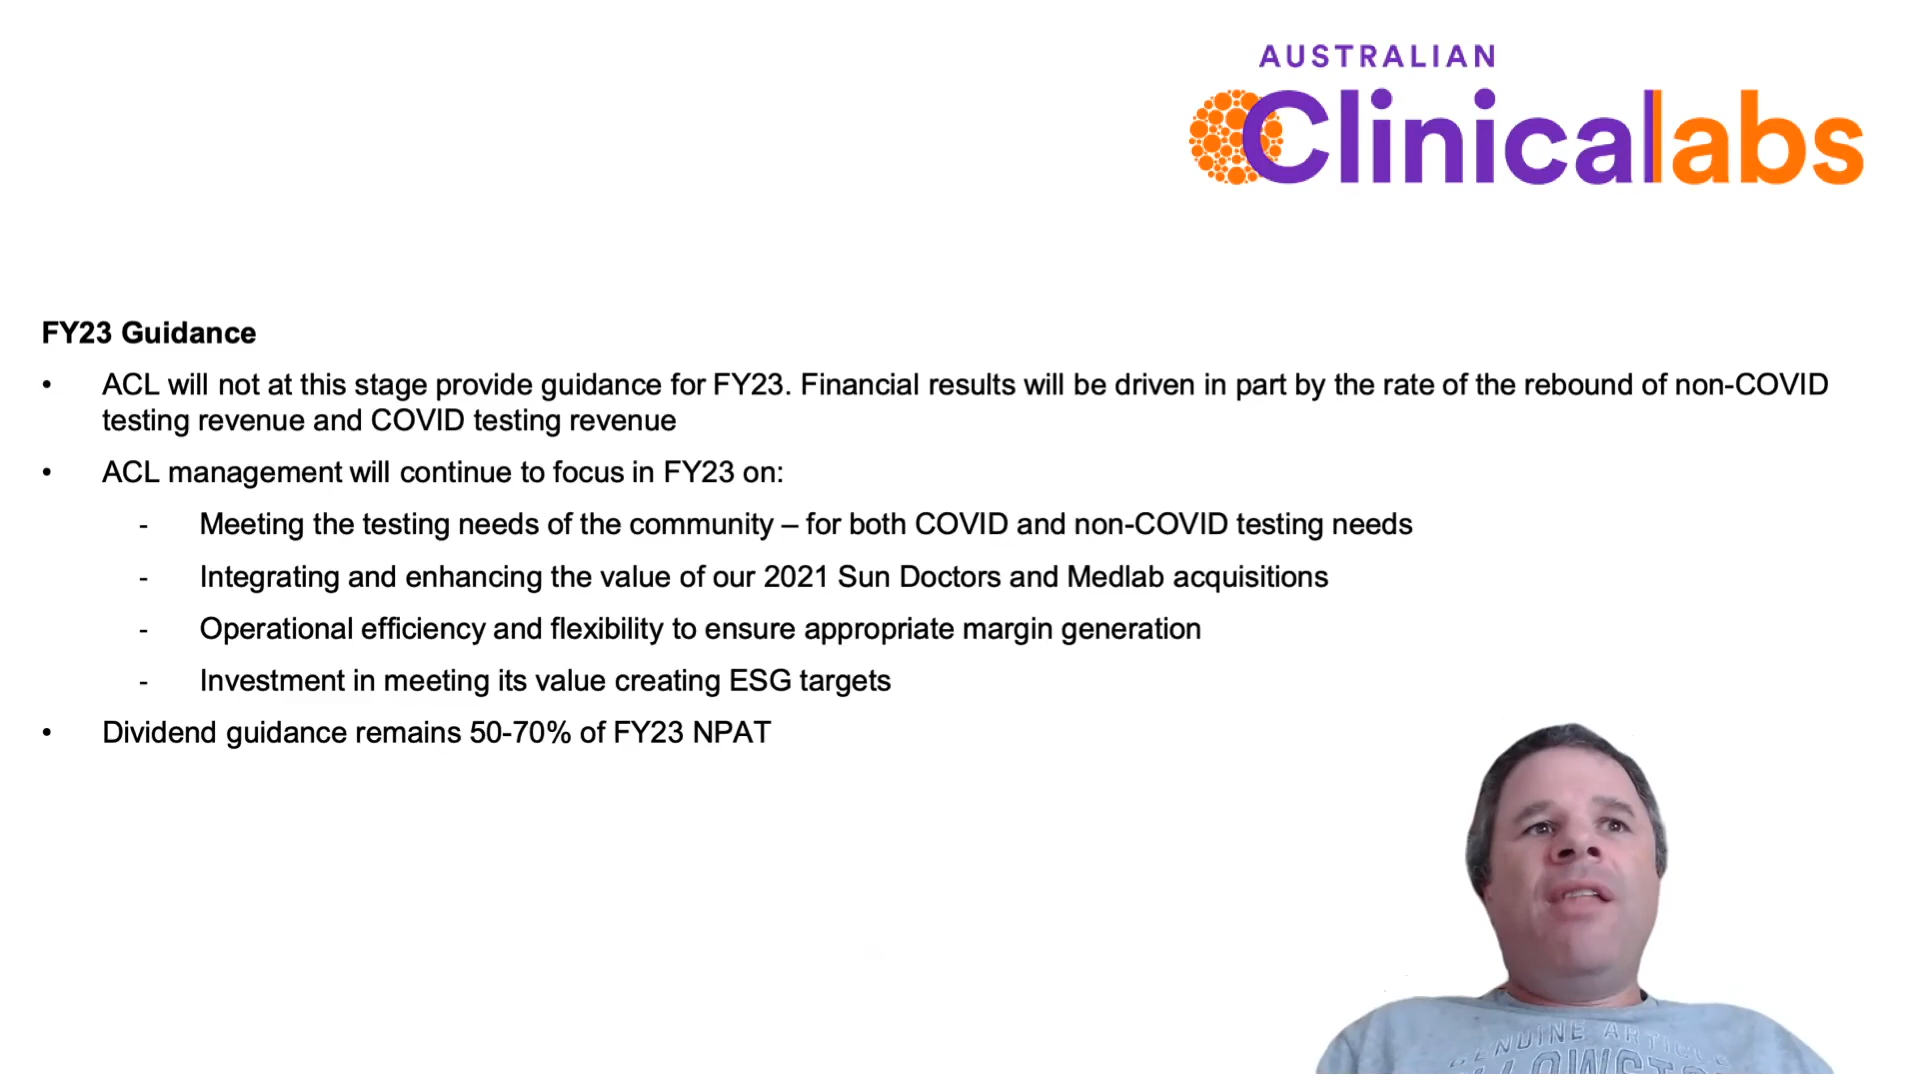 AUSTRALIAN
Clinicalabs
FY23 Guidance
• ACL will not at this stage provide guidance for FY23. Financial results will be driven in part by the rate of the rebound of non-COVID
testing revenue and COVID testing revenue
• ACL management will continue to focus in FY23 on:
- Meeting the testing needs of the community – for both COVID and non-COVID testing needs
- Integrating and enhancing the value of our 2021 Sun Doctors and Medlab acquisitions
- Operational efficiency and flexibility to ensure appropriate margin generation
- Investment in meeting its value creating ESG targets
• Dividend guidance remains 50-70% of FY23 NPAT
GENUINE